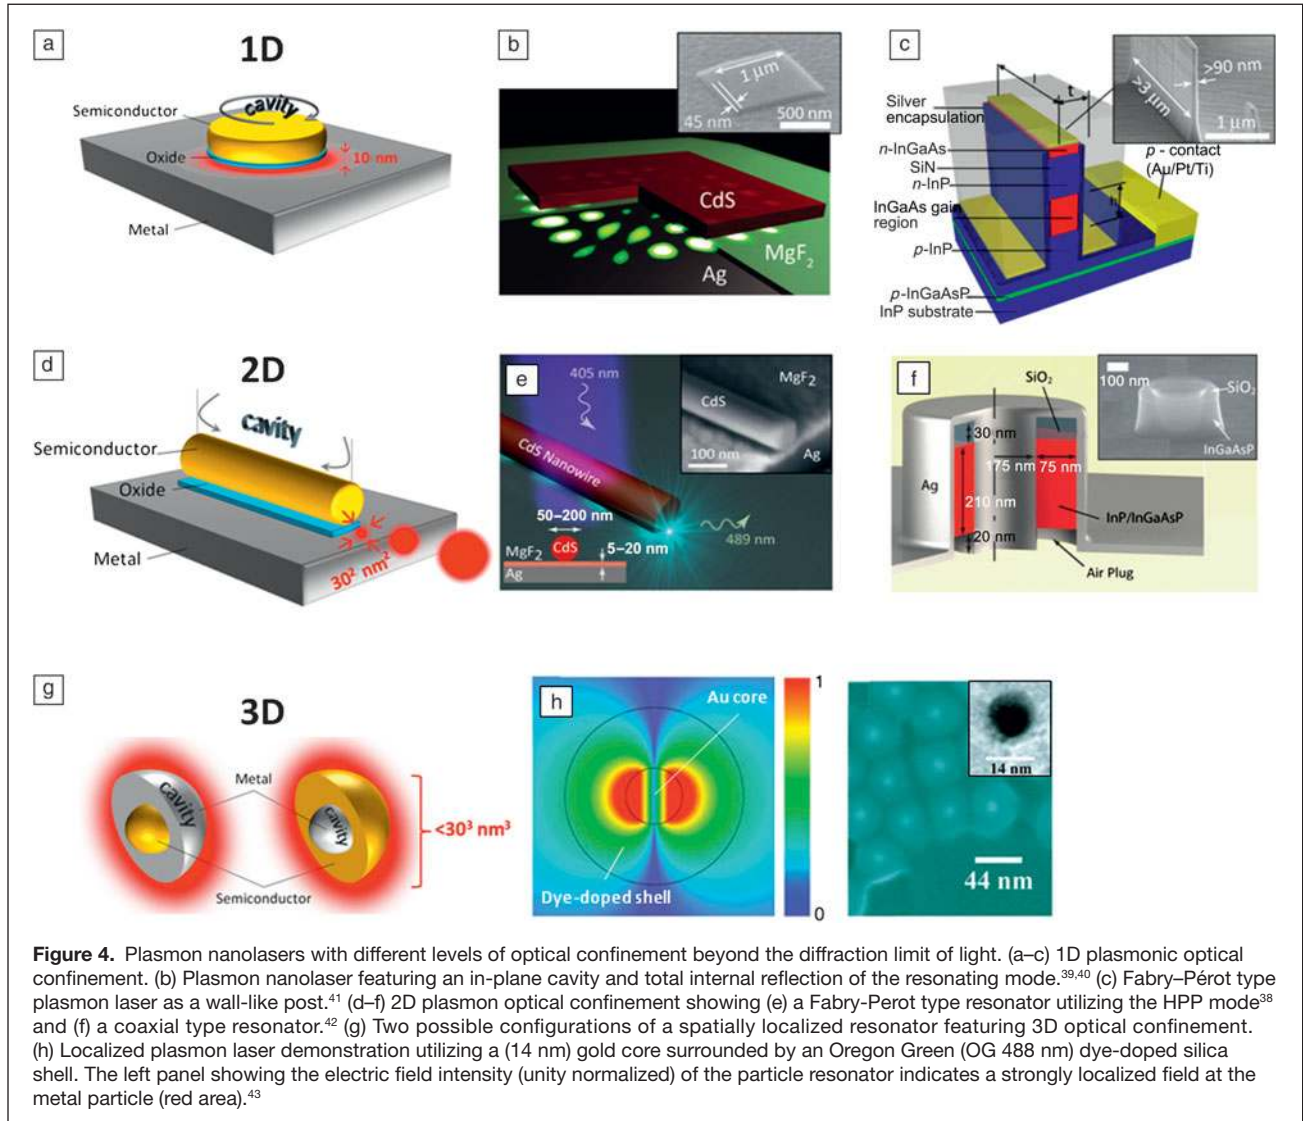 a
1D
Semiconductor
cavity
Oxide
10 nm
Metal
b
1 µm
45 nm
500 nm
CdS
MgF₂
Ag
c
l
t
>90 nm
>3 µm
1 µm
Silver
encapsulation
n-InGaAs
SiN
n-InP
InGaAs gain
region
p-InP
p-InGaAsP
InP substrate
h
p - contact
(Au/Pt/Ti)
d
2D
cavity
Semiconductor
Oxide
Metal
30² nm²
e
405 nm
MgF₂
CdS
100 nm
Ag
CdS Nanowire
50–200 nm
489 nm
MgF₂
CdS
5–20 nm
Ag
f
SiO₂
100 nm
SiO₂
InGaAsP
30 nm
175 nm
75 nm
Ag
210 nm
InP/InGaAsP
20 nm
Air Plug
g
3D
Metal
cavity
cavity
<30³ nm³
Semiconductor
h
Au core
1
Dye-doped shell
0
14 nm
44 nm
Figure 4. Plasmon nanolasers with different levels of optical confinement beyond the diffraction limit of light. (a–c) 1D plasmonic optical
confinement. (b) Plasmon nanolaser featuring an in-plane cavity and total internal reflection of the resonating mode.³⁹,⁴⁰ (c) Fabry–Pérot type
plasmon laser as a wall-like post.⁴¹ (d–f) 2D plasmon optical confinement showing (e) a Fabry-Perot type resonator utilizing the HPP mode³⁸
and (f) a coaxial type resonator.⁴² (g) Two possible configurations of a spatially localized resonator featuring 3D optical confinement.
(h) Localized plasmon laser demonstration utilizing a (14 nm) gold core surrounded by an Oregon Green (OG 488 nm) dye-doped silica
shell. The left panel showing the electric field intensity (unity normalized) of the particle resonator indicates a strongly localized field at the
metal particle (red area).⁴³